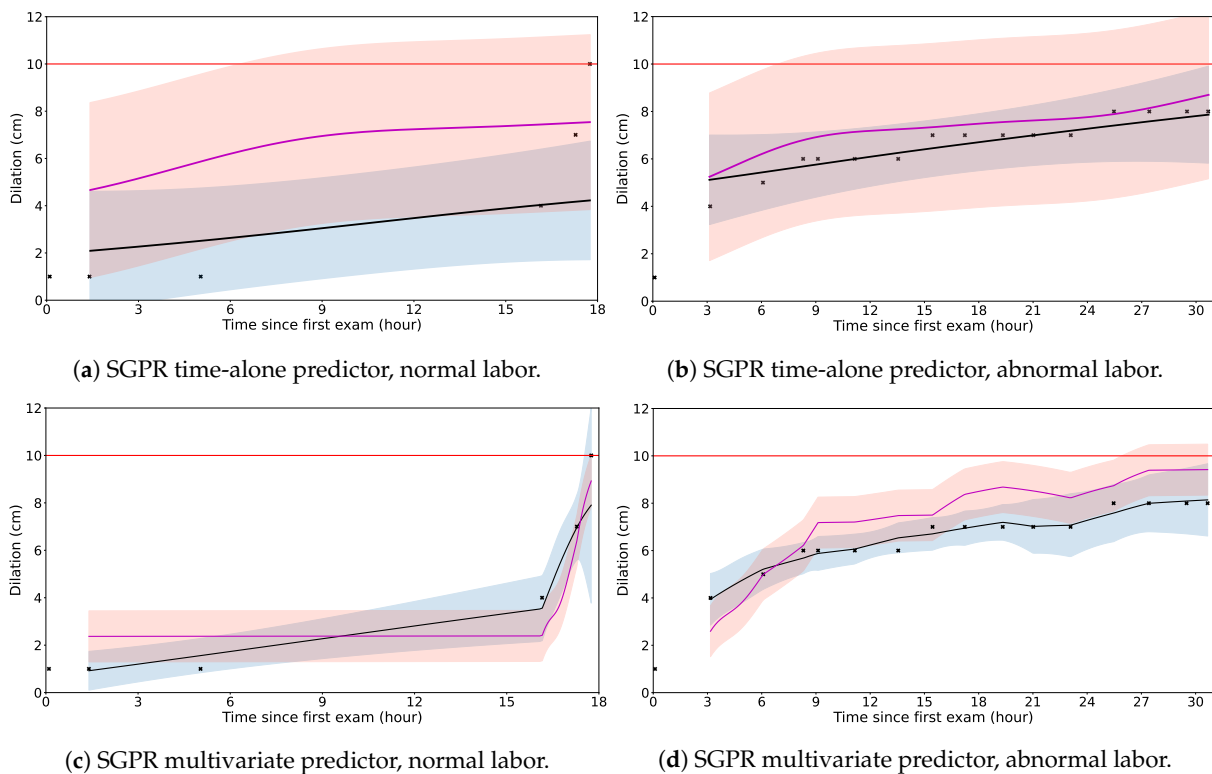 12
10
8
6
4
2
0
Dilation (cm)
0 3 6 9 12 15 18
Time since first exam (hour)
(a) SGPR time-alone predictor, normal labor.
12
10
8
6
4
2
0
Dilation (cm)
0 3 6 9 12 15 18 21 24 27 30
Time since first exam (hour)
(b) SGPR time-alone predictor, abnormal labor.
12
10
8
6
4
2
0
Dilation (cm)
0 3 6 9 12 15 18
Time since first exam (hour)
(c) SGPR multivariate predictor, normal labor.
12
10
8
6
4
2
0
Dilation (cm)
0 3 6 9 12 15 18 21 24 27 30
Time since first exam (hour)
(d) SGPR multivariate predictor, abnormal labor.